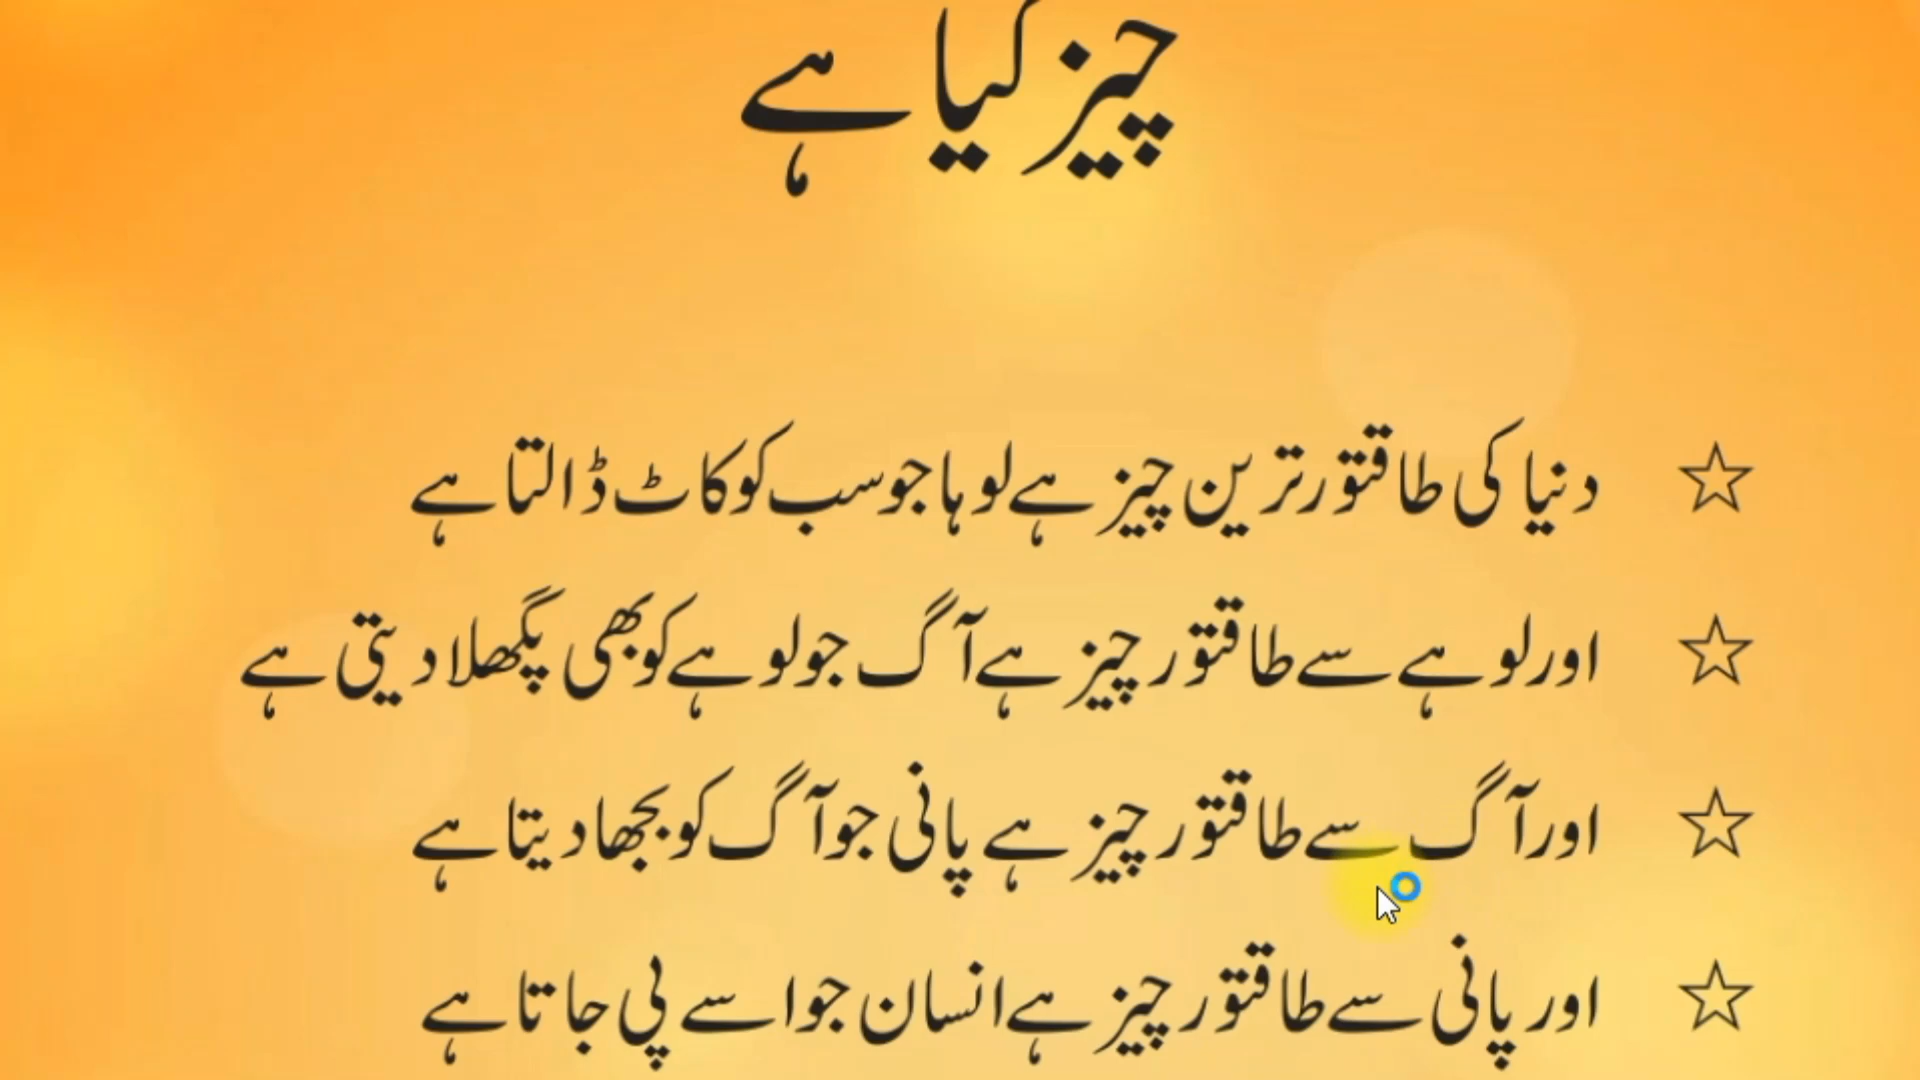 چیز کیا ہے
☆ دنیا کی طاقتور ترین چیز ہے لوہا جو سب کو کاٹ ڈالتا ہے
☆ اور لوہے سے طاقتور چیز ہے آگ جو لوہے کو بھی پگھلا دیتی ہے
☆ اور آگ سے طاقتور چیز ہے پانی جو آگ کو بجھا دیتا ہے
☆ اور پانی سے طاقتور چیز ہے انسان جو اسے پی جاتا ہے